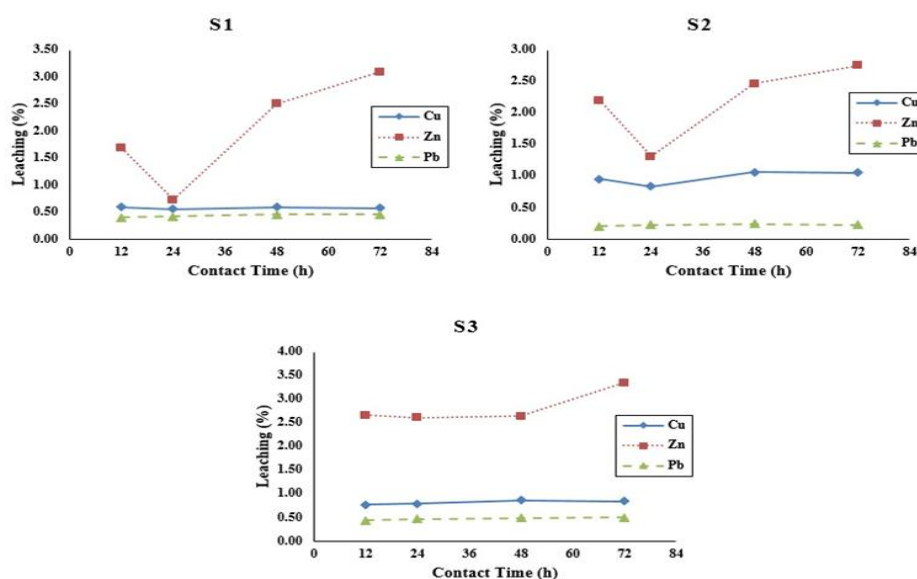 S1
3.50
3.00
2.50
2.00
1.50
1.00
0.50
0.00
Leaching (%)
0 12 24 36 48 60 72 84
Contact Time (h)
Cu
Zn
Pb
S2
3.00
2.50
2.00
1.50
1.00
0.50
0.00
Leaching (%)
0 12 24 36 48 60 72 84
Contact Time (h)
Cu
Zn
Pb
S3
4.00
3.50
3.00
2.50
2.00
1.50
1.00
0.50
0.00
Leaching (%)
0 12 24 36 48 60 72 84
Contact Time (h)
Cu
Zn
Pb